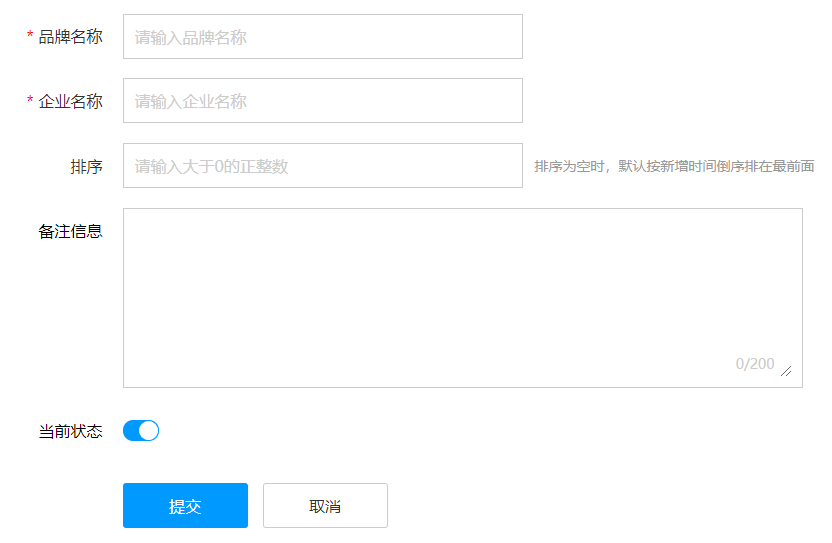 * 品牌名称 请输入品牌名称
* 企业名称 请输入企业名称
排序 请输入大于0的正整数 排序为空时，默认按新增时间倒序排在最前面
备注信息
0/200
当前状态
提交 取消